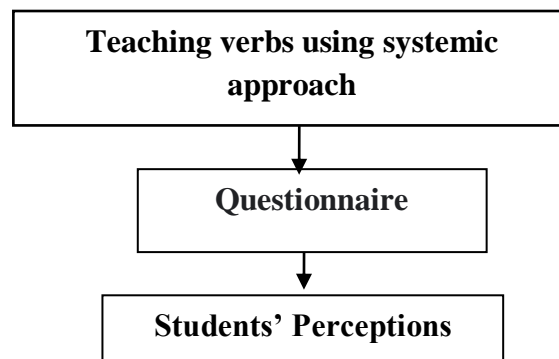 Teaching verbs using systemic
approach
Questionnaire
Students’ Perceptions